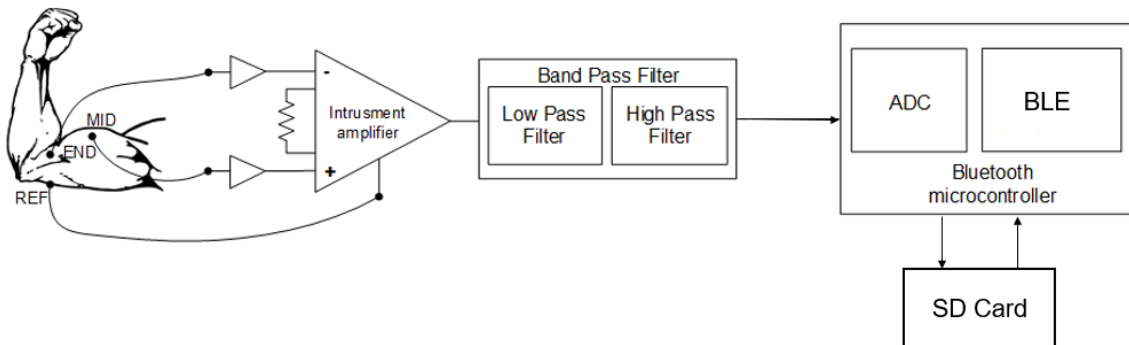 MID
END
REF
-
+
Intrusment
amplifier
Band Pass Filter
Low Pass
Filter
High Pass
Filter
ADC
BLE
Bluetooth
microcontroller
SD Card